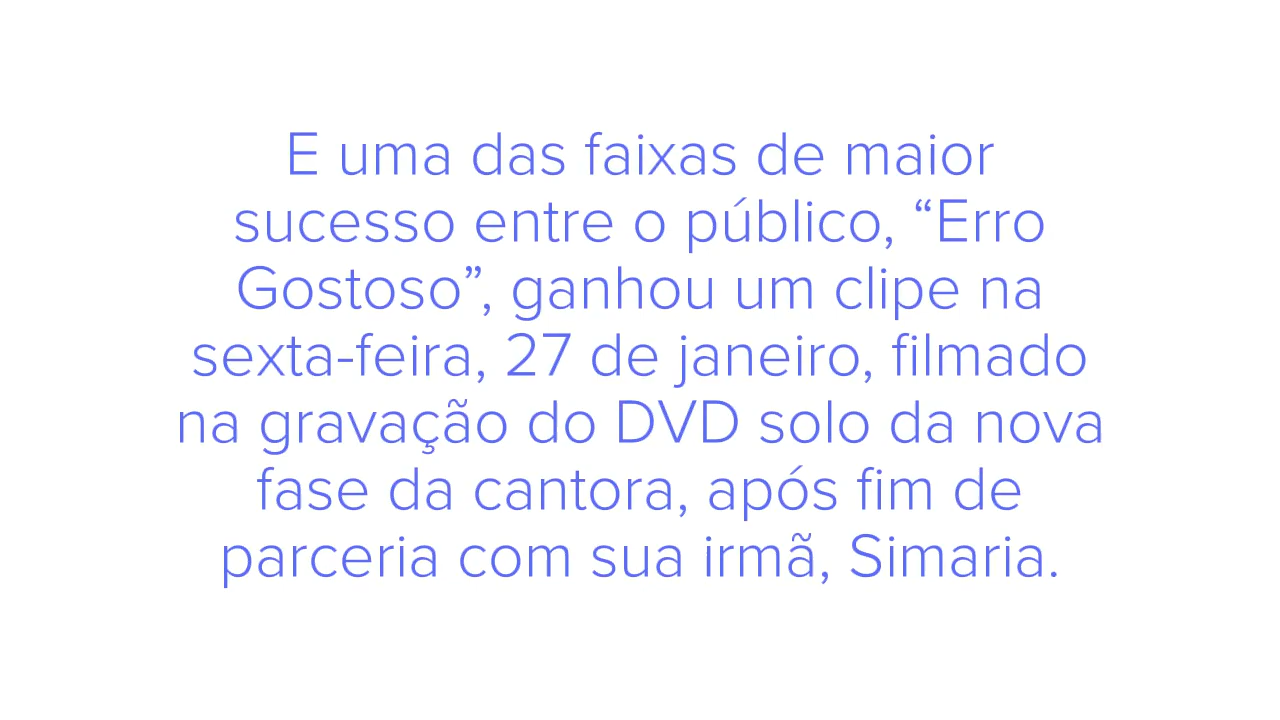 E uma das faixas de maior
sucesso entre o público, “Erro
Gostoso”, ganhou um clipe na
sexta-feira, 27 de janeiro, filmado
na gravação do DVD solo da nova
fase da cantora, após fim de
parceria com sua irmã, Simaria.